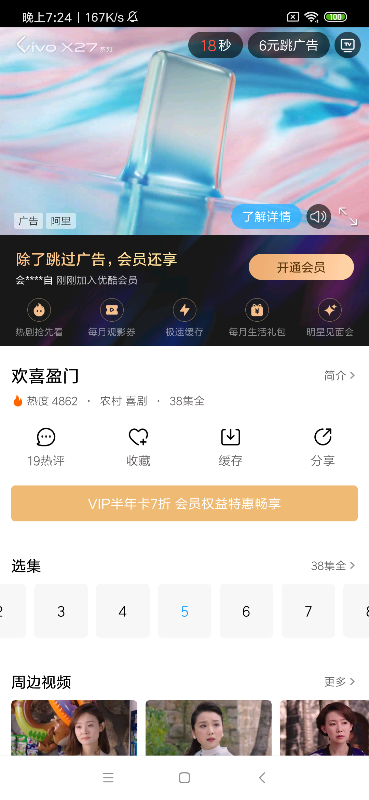 晚上7:24 | 167K/s
100
vivo X27 系列
18秒
6元跳广告
TV
了解详情
广告 阿里
除了跳过广告，会员还享
会****自 刚刚加入优酷会员
开通会员
热剧抢先看 每月观影券 极速缓存 每月生活礼包 明星见面会
欢喜盈门
简介
热度 4862 · 农村 喜剧 · 38集全
19热评 收藏 缓存 分享
VIP半年卡7折 会员权益特惠畅享
选集
38集全
2 3 4 5 6 7 8
周边视频
更多